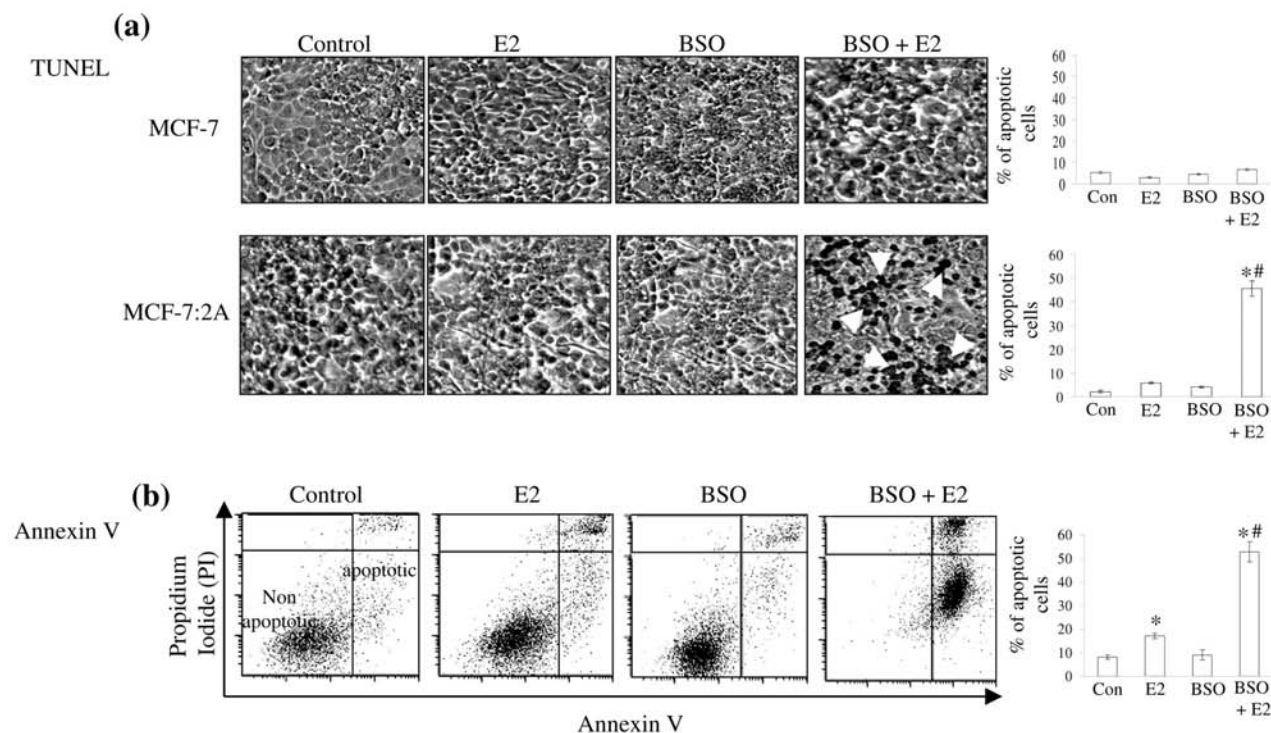 (a)
TUNEL
Control E2 BSO BSO + E2
MCF-7
% of apoptotic
cells
60
50
40
30
20
10
0
Con E2 BSO BSO
+ E2
MCF-7:2A
% of apoptotic
cells
60
50
40
30
20
10
0
*#
Con E2 BSO BSO
+ E2
(b)
Annexin V
Control E2 BSO BSO + E2
Propidium
Iodide (PI)
apoptotic
Non
apoptotic
Annexin V
% of apoptotic
cells
60
50
40
30
20
10
0
*
*#
Con E2 BSO BSO
+ E2